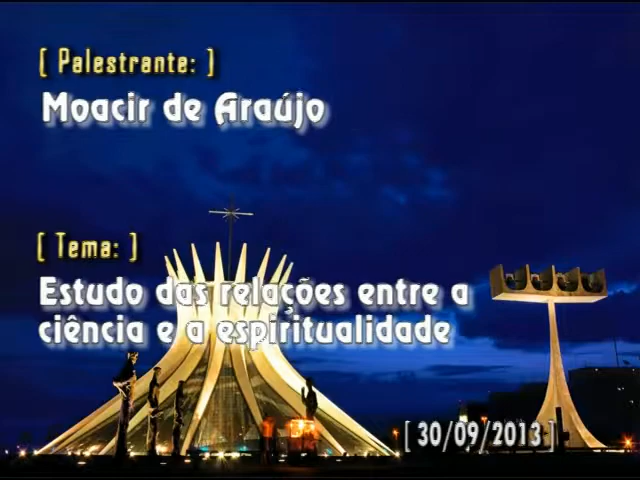 [ Palestrante: ]
Moacir de Araújo
[ Tema: ]
Estudo das relações entre a
ciência e a espiritualidade
[ 30/09/2013 ]